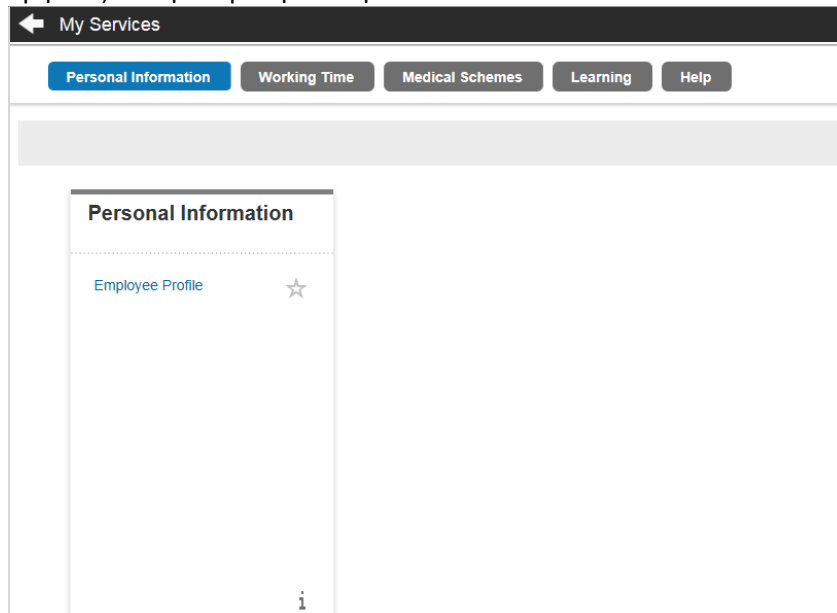 My Services
Personal Information Working Time Medical Schemes Learning Help
Personal Information
Employee Profile
i